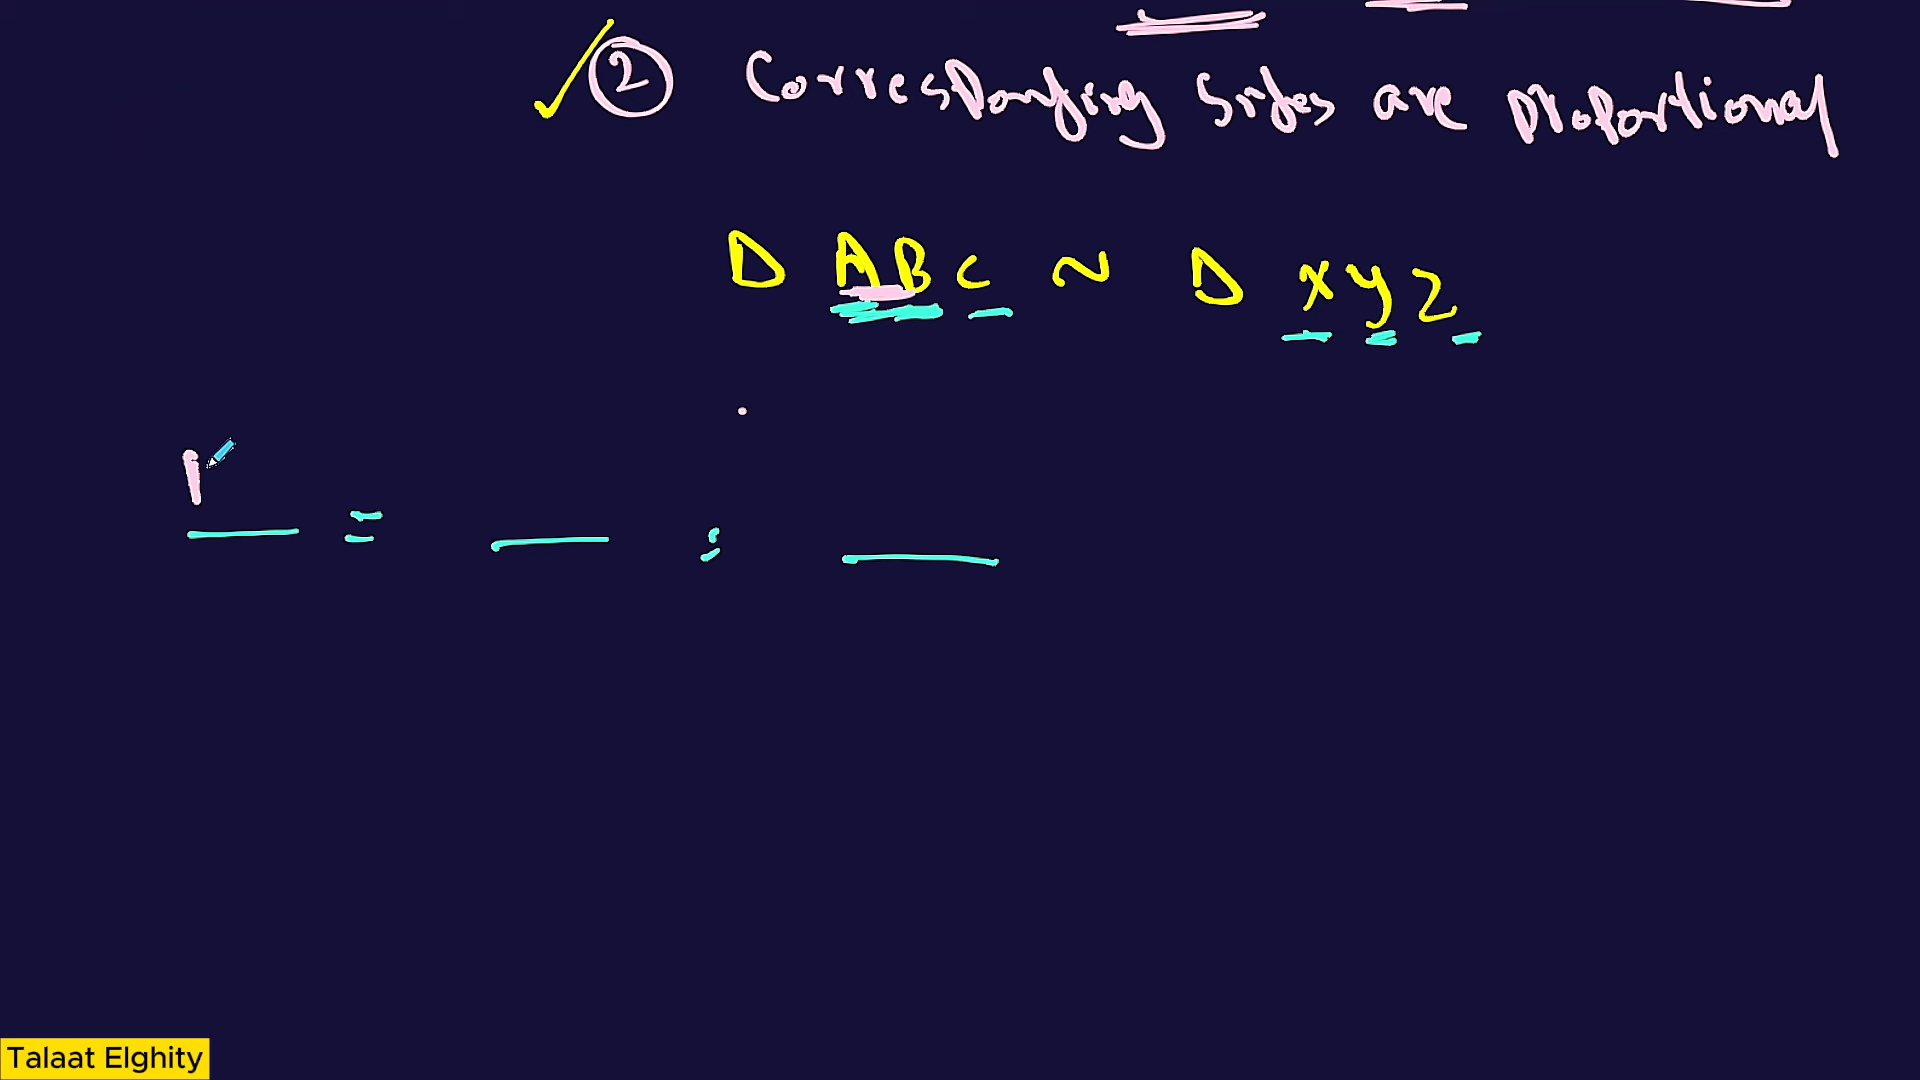 ② Corresponding sides are proportional
Δ ABC ~ Δ XYZ
= =
Talaat Elghity